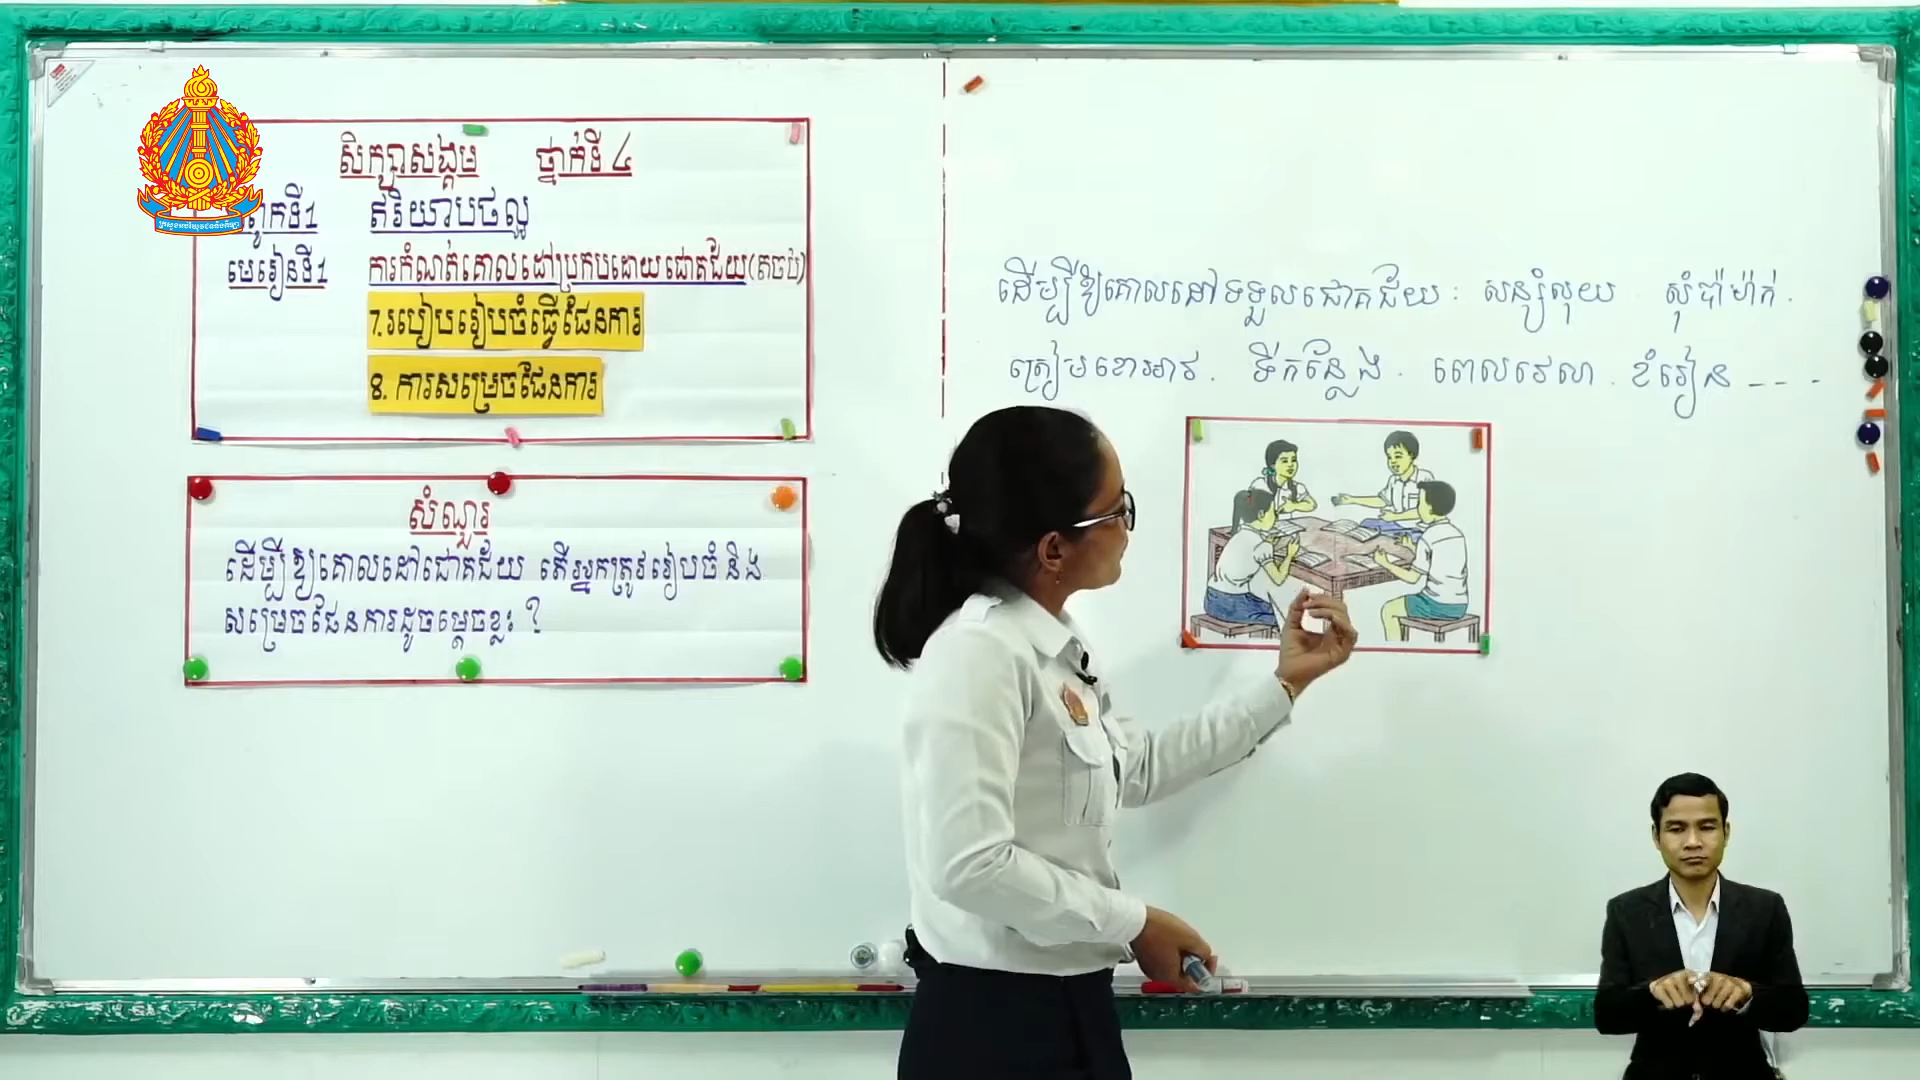 សិក្សាសង្គម ថ្នាក់ទី ៤
ពូកទី1 ឥរិយាបថល្អ
មេរៀនទី1 ការកំណត់គោលដៅប្រកបដោយជោគជ័យ(តចប់)
7. របៀបរៀបចំធ្វើផែនការ
8. ការសម្រេចផែនការ
សំណួរ
ដើម្បីឱ្យគោលដៅជោគជ័យ តើអ្នកត្រូវរៀបចំ និង
សម្រេចផែនការដូចម្ដេចខ្លះ ?
ដើម្បីឱ្យគោលដៅទទួលជោគជ័យ : សន្សំលុយ . សុំប៉ាម៉ាក់ .
ត្រៀមខោអាវ . ទីកន្លែង . ពេលវេលា . ខំរៀន ---